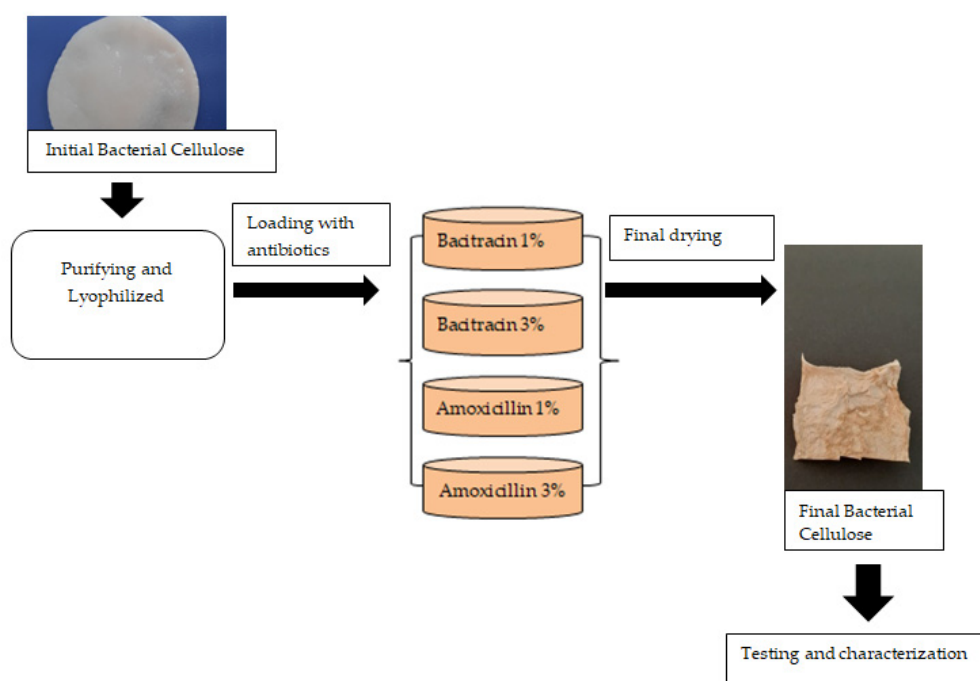 Initial Bacterial Cellulose
Purifying and
Lyophilized
Loading with
antibiotics
Bacitracin 1%
Bacitracin 3%
Amoxicillin 1%
Amoxicillin 3%
Final drying
Final Bacterial
Cellulose
Testing and characterization